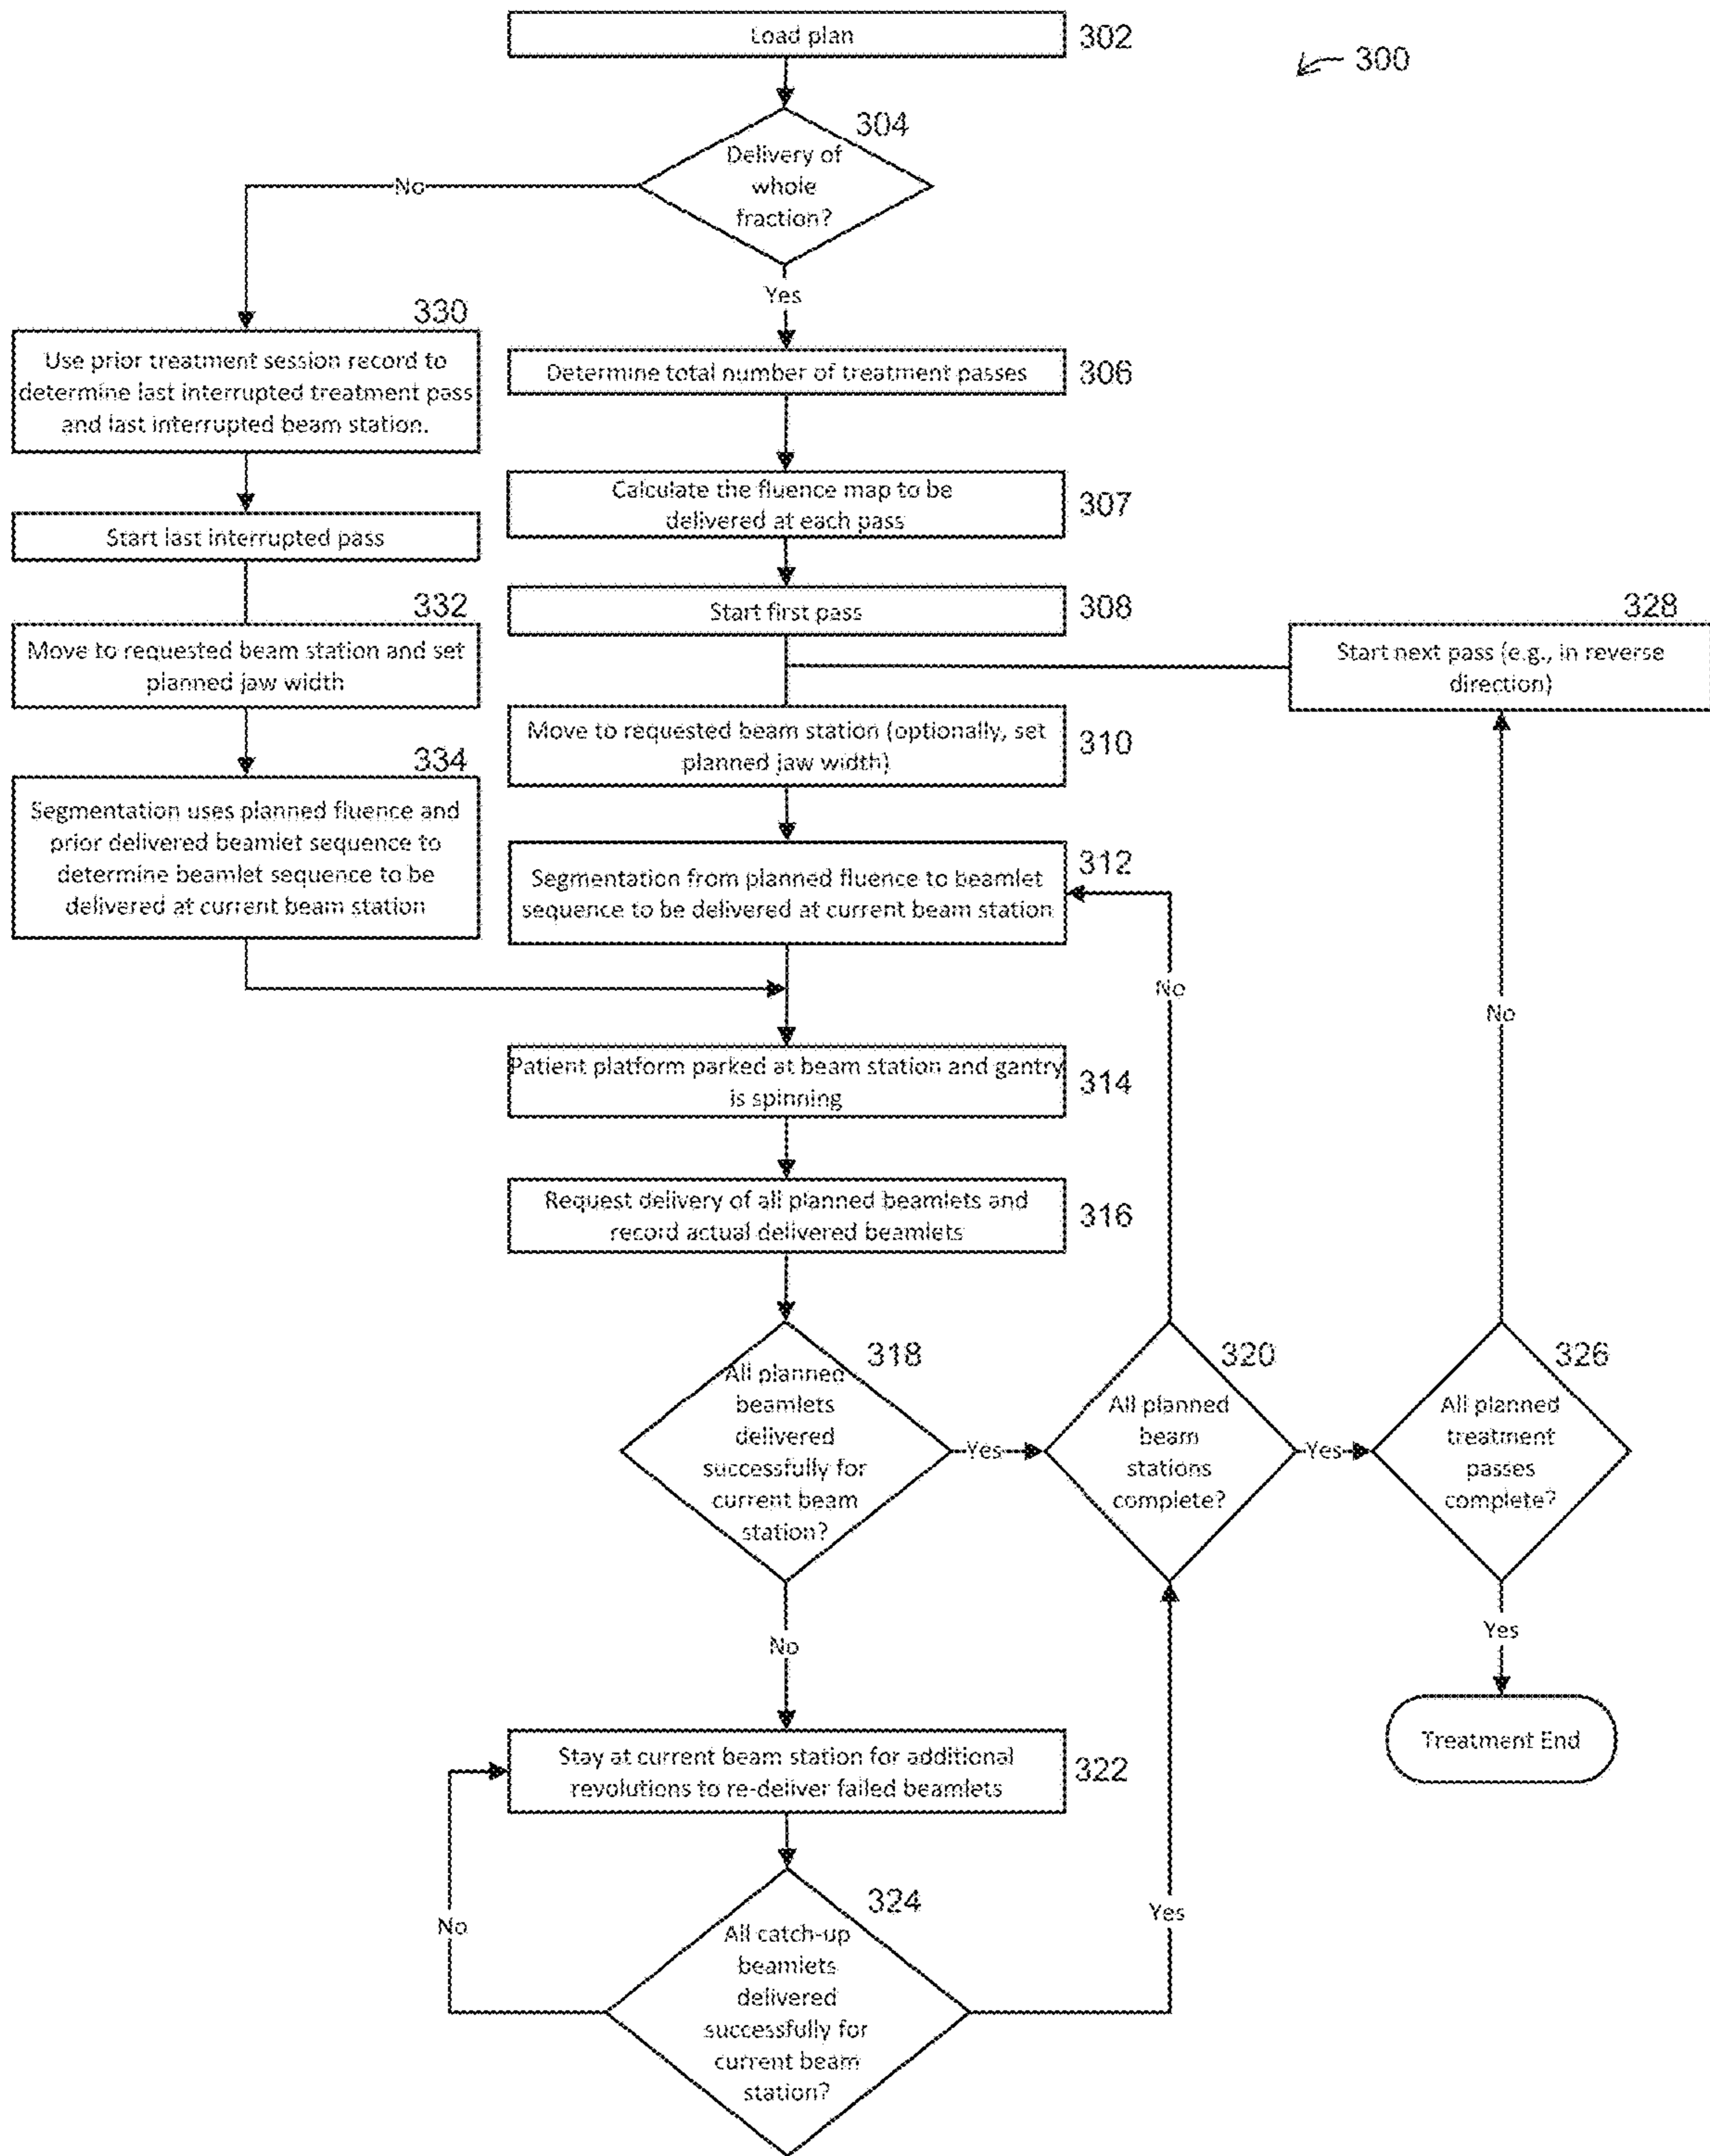 Load plan
302
300
304
Delivery of
whole
fraction?
No
Yes
330
Use prior treatment session record to
determine last interrupted treatment pass
and last interrupted beam station.
Determine total number of treatment passes
306
Calculate the fluence map to be
delivered at each pass
307
Start last interrupted pass
Start first pass
308
332
Move to requested beam station and set
planned jaw width
328
Start next pass (e.g., in reverse
direction)
Move to requested beam station (optionally, set
planned jaw width)
310
334
Segmentation uses planned fluence and
prior delivered beamlet sequence to
determine beamlet sequence to be
delivered at current beam station
312
Segmentation from planned fluence to beamlet
sequence to be delivered at current beam station
No
No
Patient platform parked at beam station and gantry
is spinning
314
Request delivery of all planned beamlets and
record actual delivered beamlets
316
318
All planned
beamlets
delivered
successfully for
current beam
station?
Yes
320
All planned
beam
stations
complete?
Yes
326
All planned
treatment
passes
complete?
No
Yes
Treatment End
Stay at current beam station for additional
revolutions to re-deliver failed beamlets
322
324
All catch-up
beamlets
delivered
successfully for
current beam
station?
No
Yes